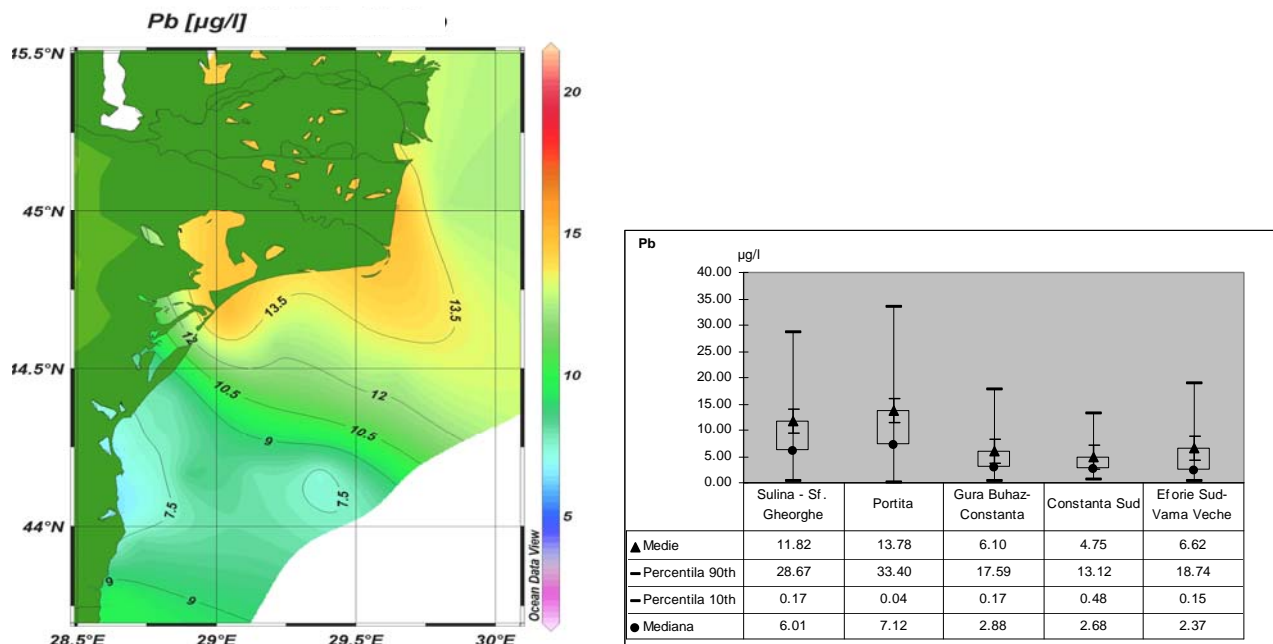 Pb [µg/l]
45.5°N
45°N
44.5°N
44°N
28.5°E 29°E 29.5°E 30°E
13.5
13.5
12
12
10.5
10.5
9
7.5
7.5
9
9
20
15
10
5
Ocean Data View
Pb
µg/l
40.00
35.00
30.00
25.00
20.00
15.00
10.00
5.00
0.00
Sulina - Sf. Gheorghe Portita Gura Buhaz-Constanta Constanta Sud Eforie Sud-Vama Veche
Medie 11.82 13.78 6.10 4.75 6.62
Percentila 90th 28.67 33.40 17.59 13.12 18.74
Percentila 10th 0.17 0.04 0.17 0.48 0.15
Mediana 6.01 7.12 2.88 2.68 2.37